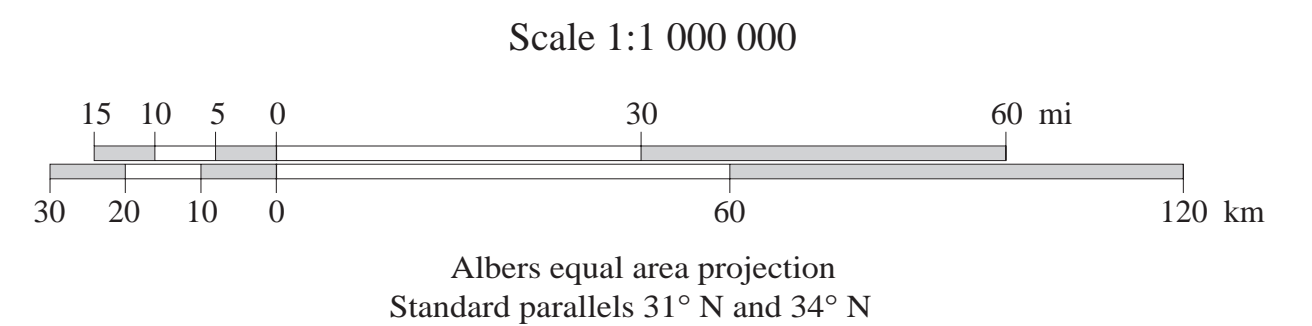 Scale 1:1 000 000
15 10 5 0 30 60 mi
30 20 10 0 60 120 km
Albers equal area projection
Standard parallels 31° N and 34° N